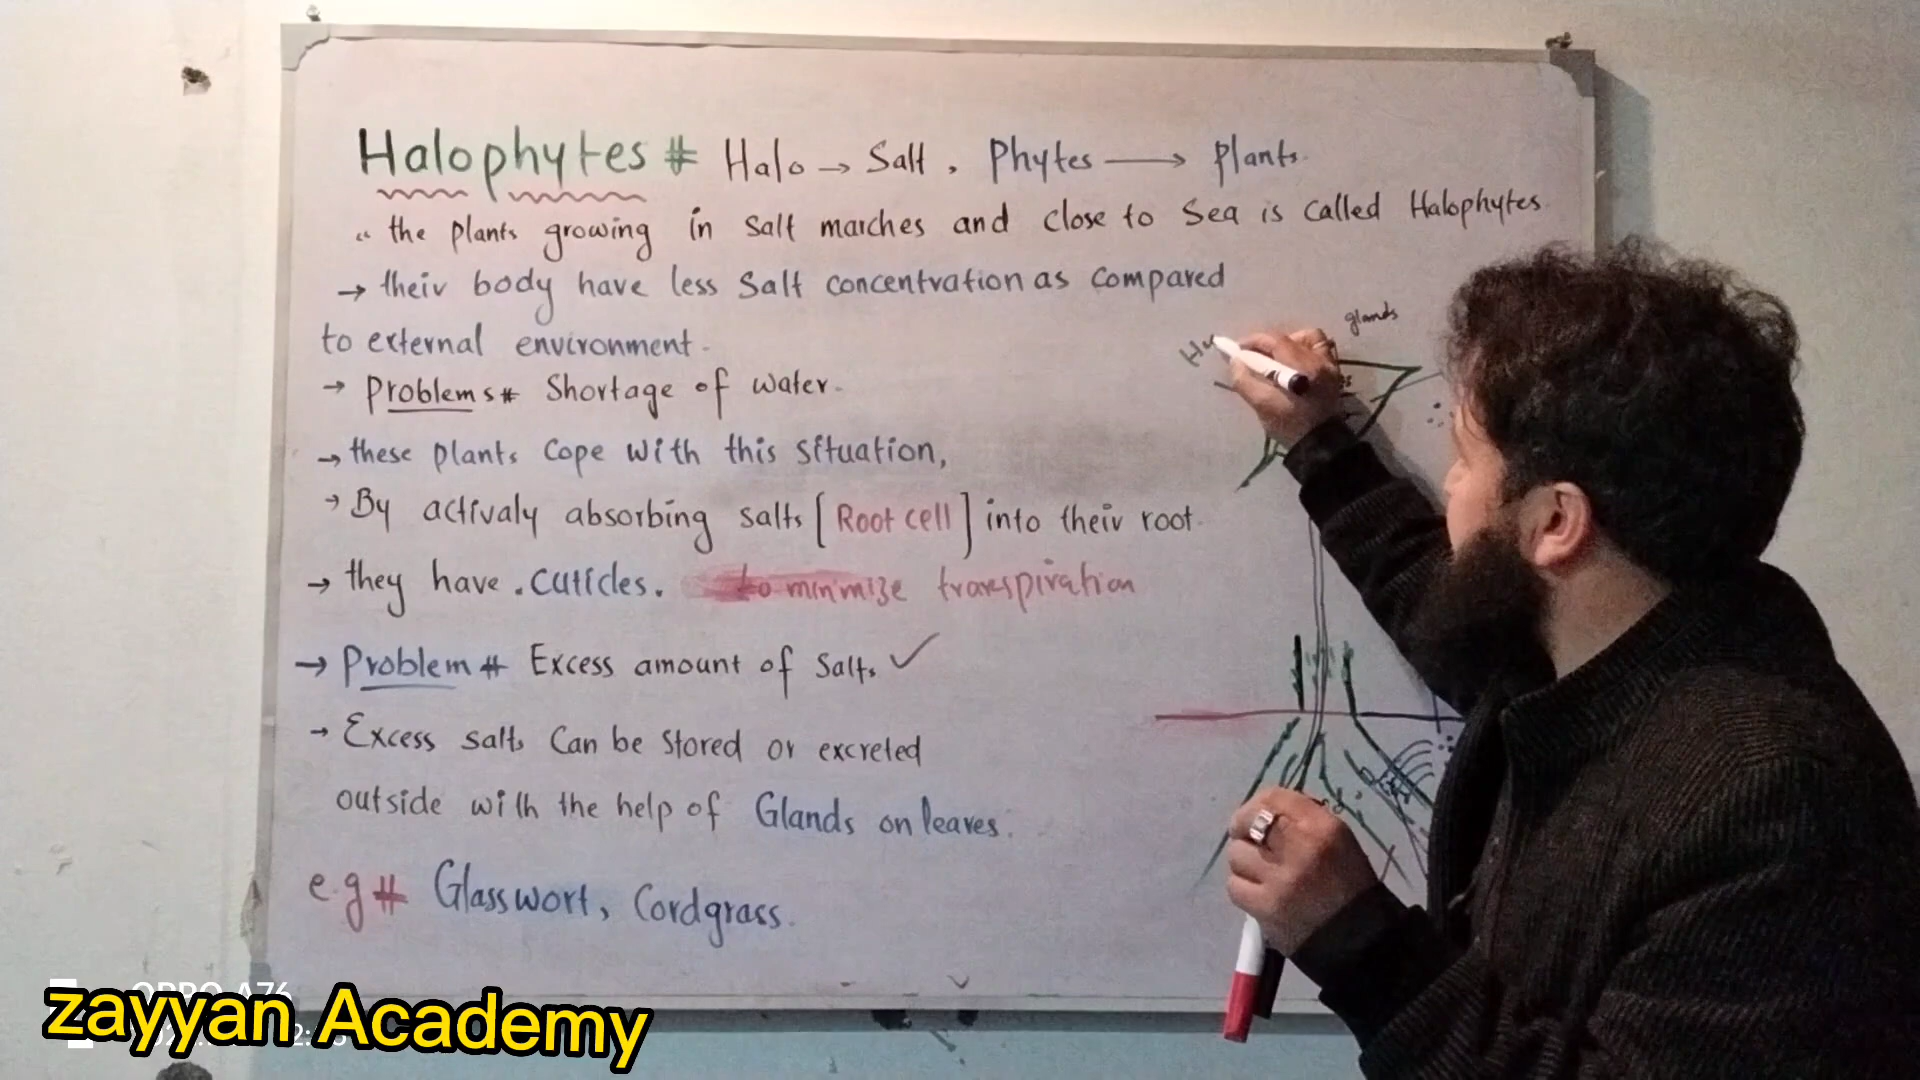 Halophytes # Halo → Salt, Phytes → Plants.
“ the plants growing in salt marches and close to Sea is called Halophytes.
→ their body have less Salt concentration as compared
to external environment.
→ Problems# Shortage of water.
→ these plants Cope with this situation,
→ By activaly absorbing salts [Root cell] into their root.
→ they have .Cuticles. to minimize transpiration
→ Problem # Excess amount of Salts ✓
→ Excess salts Can be Stored or excreted
outside with the help of Glands on leaves.
e.g # Glasswort, Cordgrass.
glands
zayyan Academy